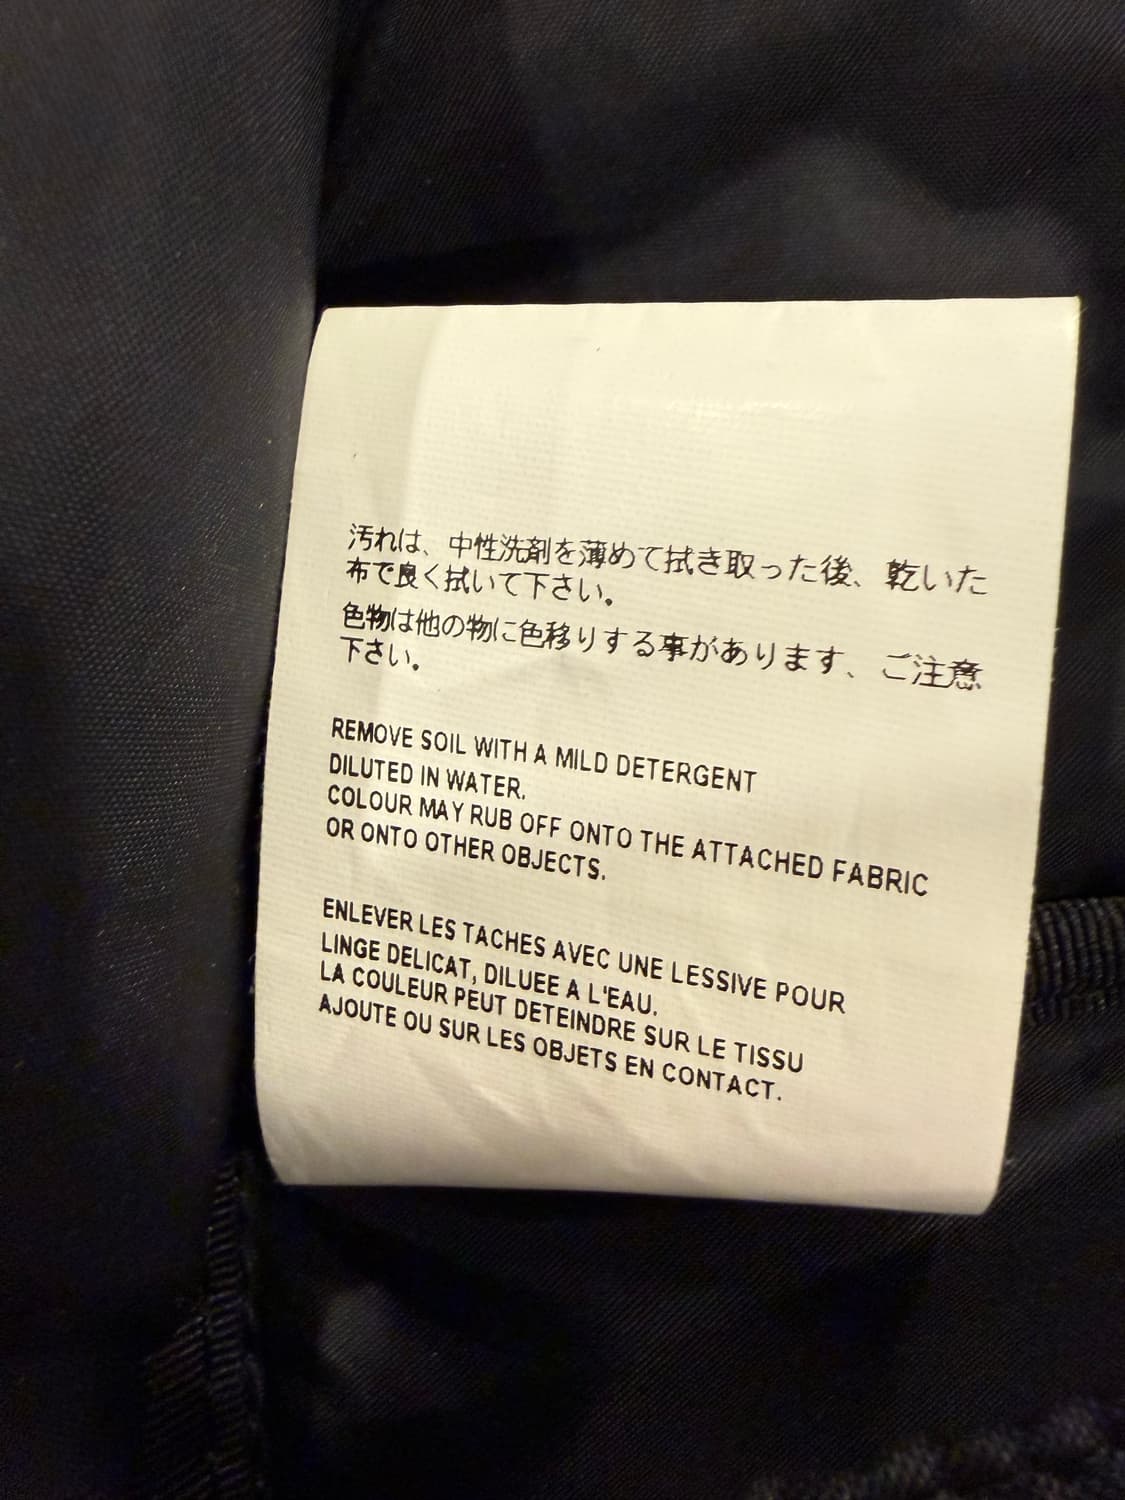 汚れは、中性洗剤を薄めて拭き取った後、乾いた
布で良く拭いて下さい。
色物は他の物に色移りする事があります、ご注意
下さい。
REMOVE SOIL WITH A MILD DETERGENT
DILUTED IN WATER.
COLOUR MAY RUB OFF ONTO THE ATTACHED FABRIC
OR ONTO OTHER OBJECTS.
ENLEVER LES TACHES AVEC UNE LESSIVE POUR
LINGE DELICAT, DILUEE A L'EAU.
LA COULEUR PEUT DETEINDRE SUR LE TISSU
AJOUTE OU SUR LES OBJETS EN CONTACT.